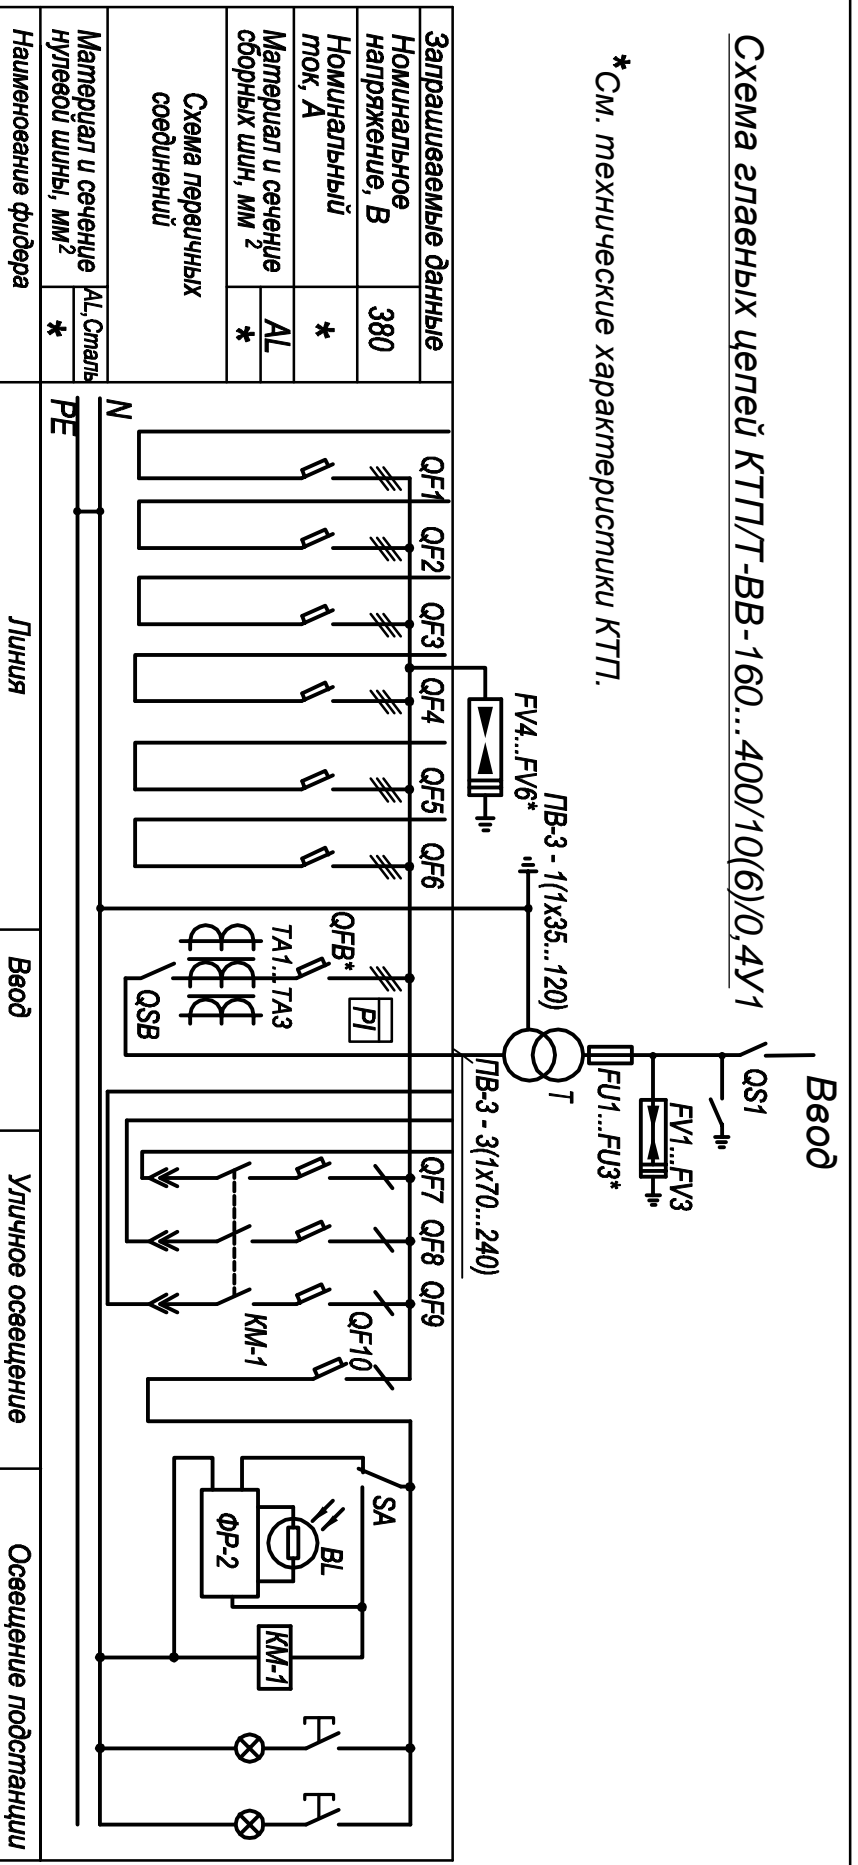 Схема главных цепей КТП/Т-ВВ-160...400/10(6)/0,4У1
* См. технические характеристики КТП.
Ввод
QS1
FV1...FV3
FU1...FU3*
T
ПВ-3 - 1(1x35...120)
FV4...FV6*
ПВ-3 - 3(1x70...240)
Запрашиваемые данные
Номинальное
напряжение, В
380
Номинальный
ток, А
*
Материал и сечение
сборных шин, мм 2
AL
*
Схема первичных
соединений
Материал и сечение
нулевой шины, мм2
AL,Сталь
*
Наименование фидера
QF1
QF2
QF3
QF4
QF5
QF6
QFB*
PI
TA1...TA3
QSB
QF7
QF8
QF9
QF10
KM-1
SA
BL
ФР-2
KM-1
N
PE
Линия
Ввод
Уличное освещение
Освещение подстанции